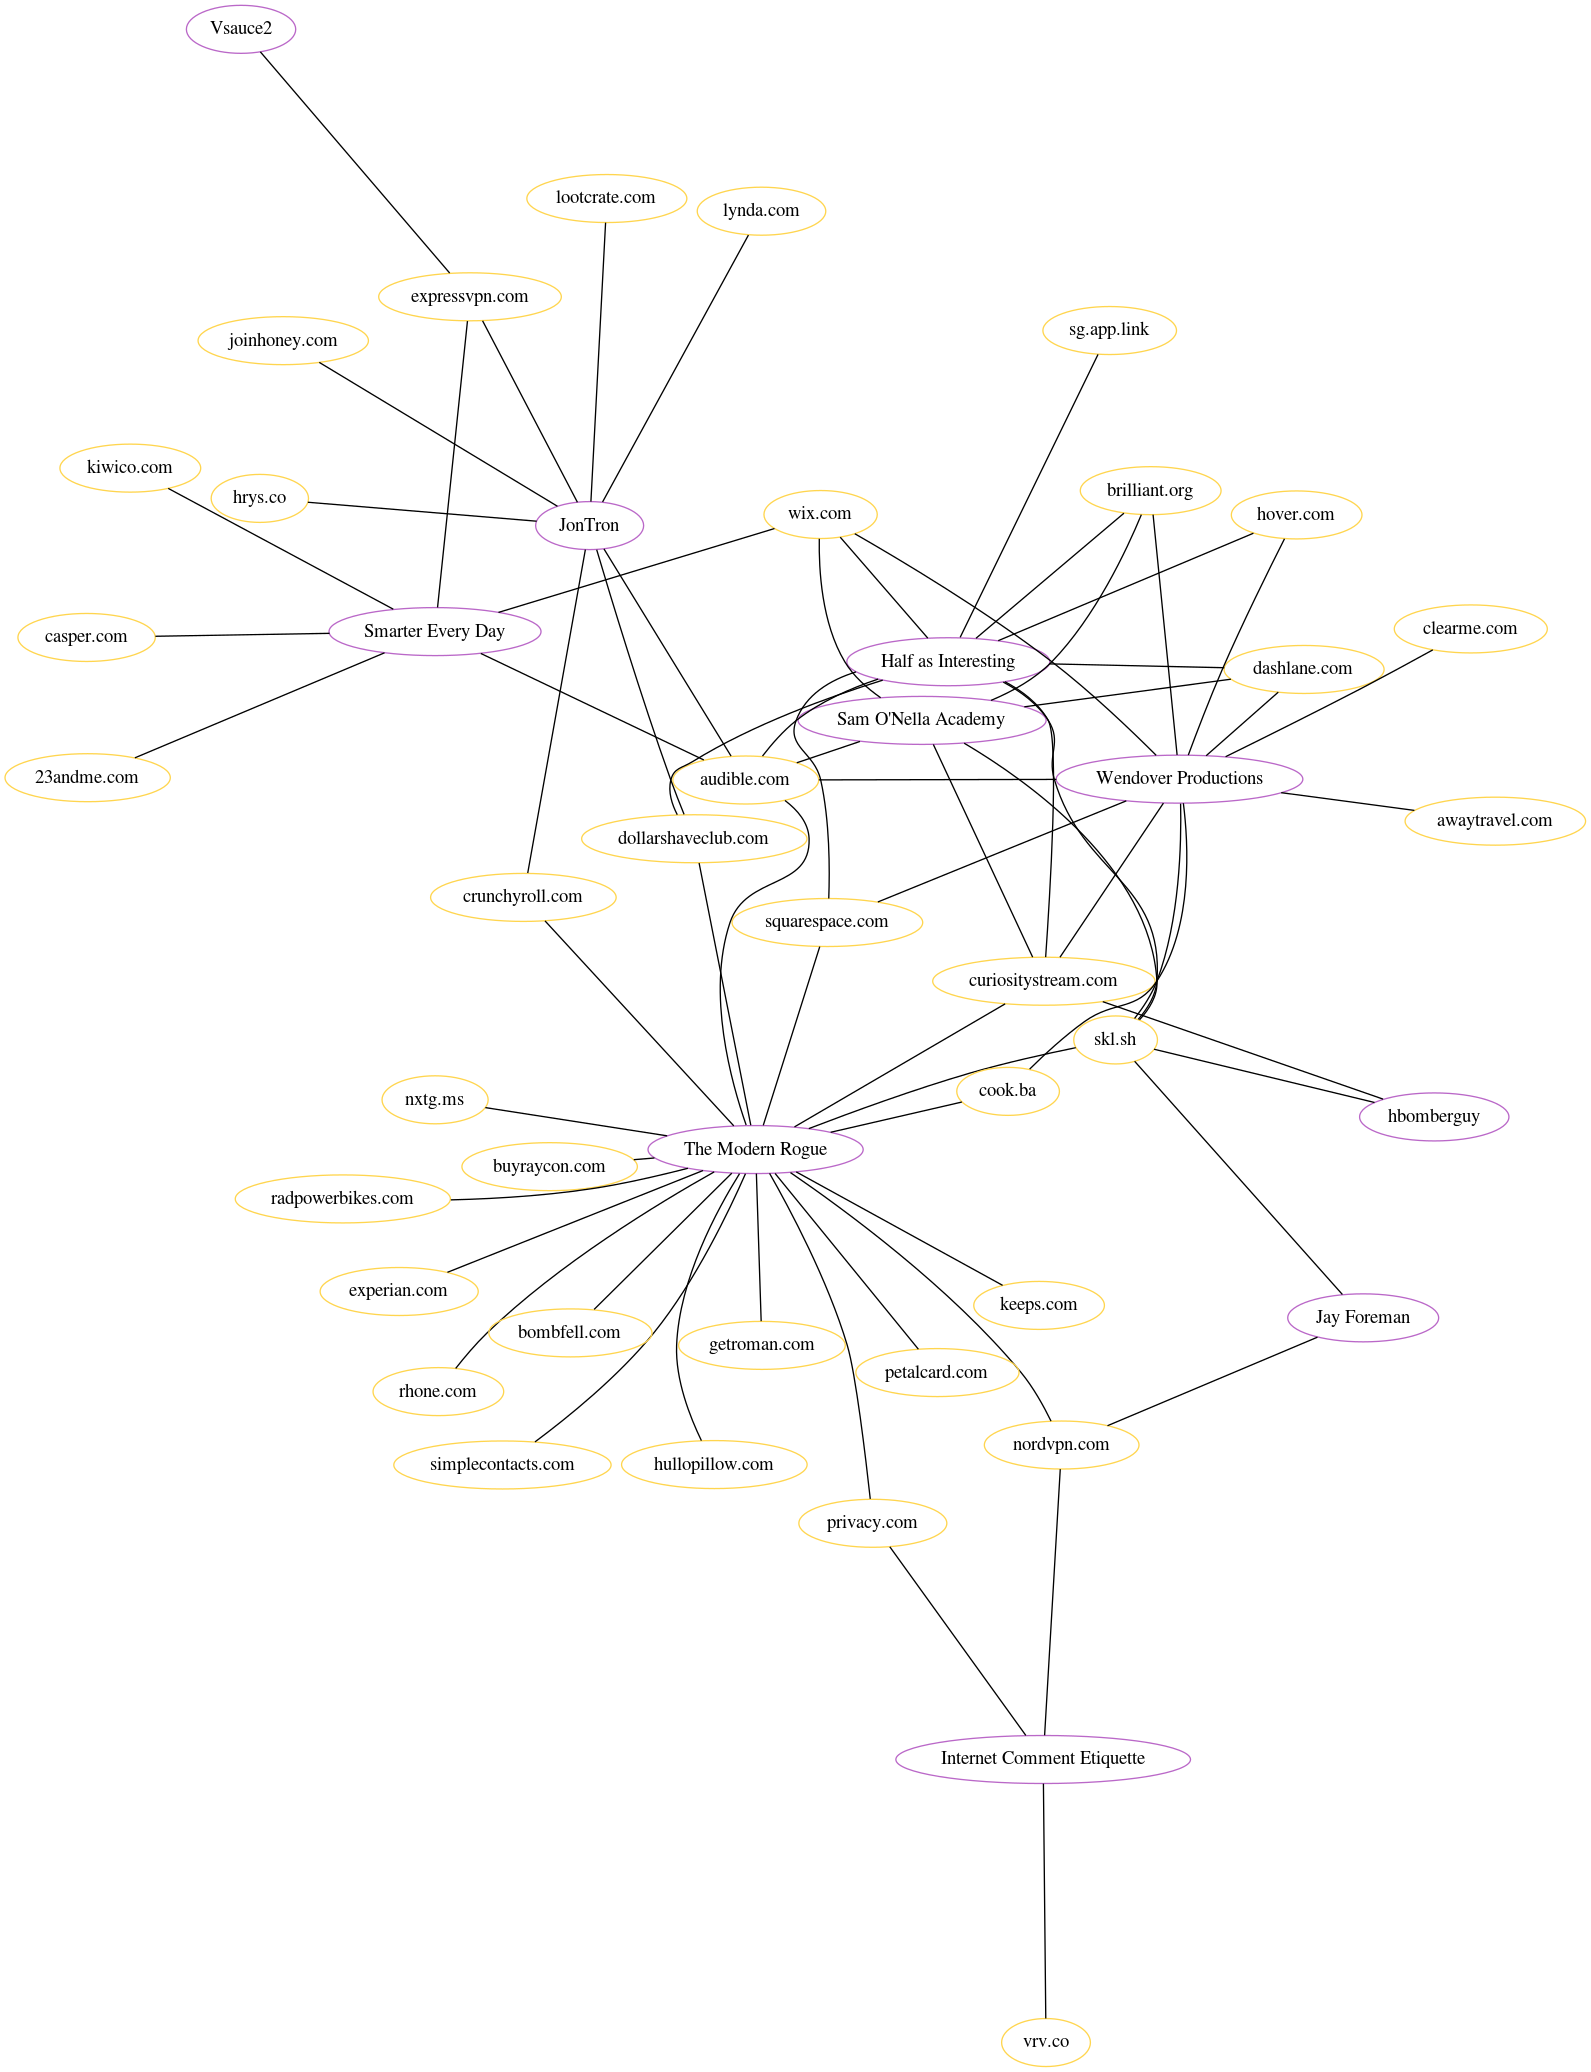 Vsauce2
lootcrate.com
lynda.com
expressvpn.com
joinhoney.com
sg.app.link
kiwico.com
hrys.co
JonTron
wix.com
brilliant.org
hover.com
casper.com
Smarter Every Day
Half as Interesting
clearme.com
dashlane.com
Sam O'Nella Academy
23andme.com
audible.com
Wendover Productions
awaytravel.com
dollarshaveclub.com
crunchyroll.com
squarespace.com
curiositystream.com
skl.sh
cook.ba
nxtg.ms
hbomberguy
The Modern Rogue
buyraycon.com
radpowerbikes.com
experian.com
keeps.com
Jay Foreman
bombfell.com
getroman.com
petalcard.com
rhone.com
nordvpn.com
simplecontacts.com
hullopillow.com
privacy.com
Internet Comment Etiquette
vrv.co